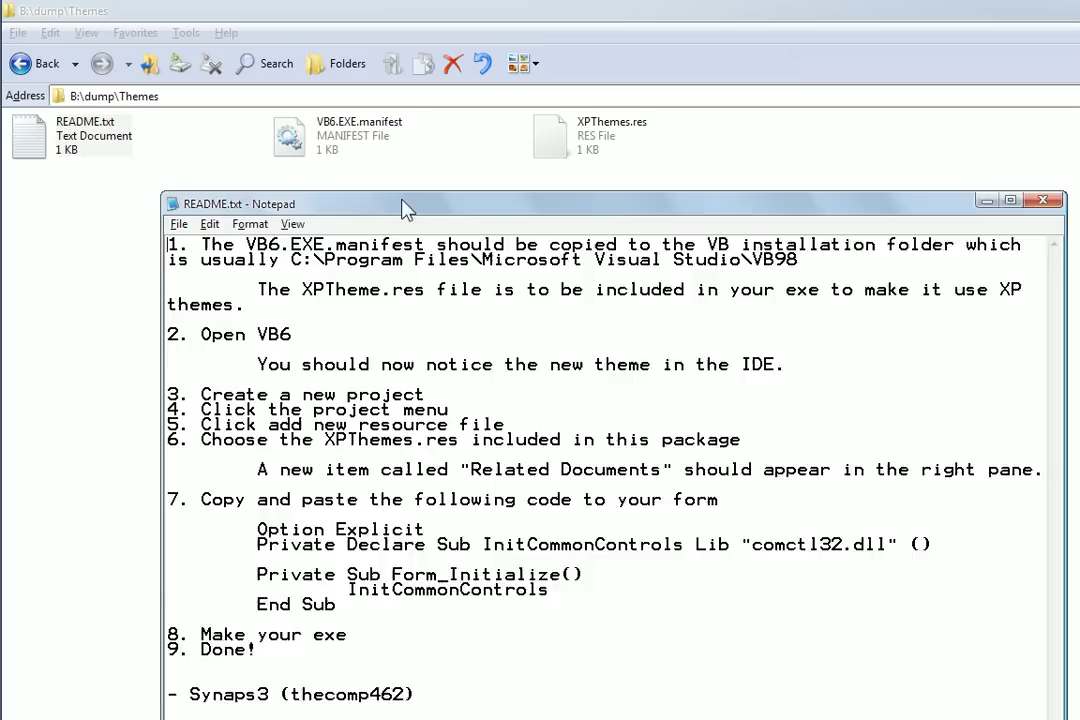 B:\dump\Themes
File Edit View Favorites Tools Help
Back Search Folders
Address B:\dump\Themes
README.txt
Text Document
1 KB
VB6.EXE.manifest
MANIFEST File
1 KB
XPThemes.res
RES File
1 KB
README.txt - Notepad
File Edit Format View
1. The VB6.EXE.manifest should be copied to the VB installation folder which
is usually C:\Program Files\Microsoft Visual Studio\VB98
The XPTheme.res file is to be included in your exe to make it use XP
themes.
2. Open VB6
You should now notice the new theme in the IDE.
3. Create a new project
4. Click the project menu
5. Click add new resource file
6. Choose the XPThemes.res included in this package
A new item called "Related Documents" should appear in the right pane.
7. Copy and paste the following code to your form
Option Explicit
Private Declare Sub InitCommonControls Lib "comctl32.dll" ()
Private Sub Form_Initialize()
InitCommonControls
End Sub
8. Make your exe
9. Done!
- Synaps3 (thecomp462)